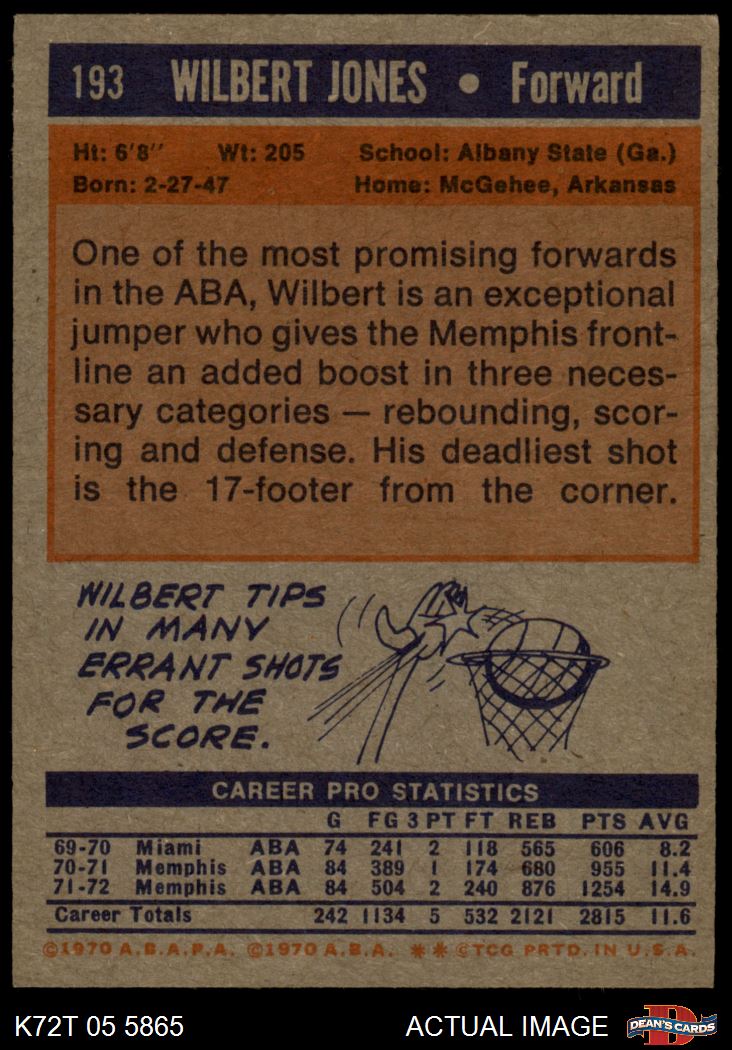 193 WILBERT JONES • Forward
Ht: 6'8'' Wt: 205 School: Albany State (Ga.)
Born: 2-27-47 Home: McGehee, Arkansas
One of the most promising forwards
in the ABA, Wilbert is an exceptional
jumper who gives the Memphis front-
line an added boost in three neces-
sary categories — rebounding, scor-
ing and defense. His deadliest shot
is the 17-footer from the corner.
WILBERT TIPS
IN MANY
ERRANT SHOTS
FOR THE
SCORE.
CAREER PRO STATISTICS
G FG 3 PT FT REB PTS AVG
69-70 Miami ABA 74 241 2 118 565 606 8.2
70-71 Memphis ABA 84 389 1 174 680 955 11.4
71-72 Memphis ABA 84 504 2 240 876 1254 14.9
Career Totals 242 1134 5 532 2121 2815 11.6
©1970 A.B.A.P.A. ©1970 A.B.A. ** ©TCG PRTD. IN U.S.A.
K72T 05 5865 ACTUAL IMAGE D DEAN'S CARDS